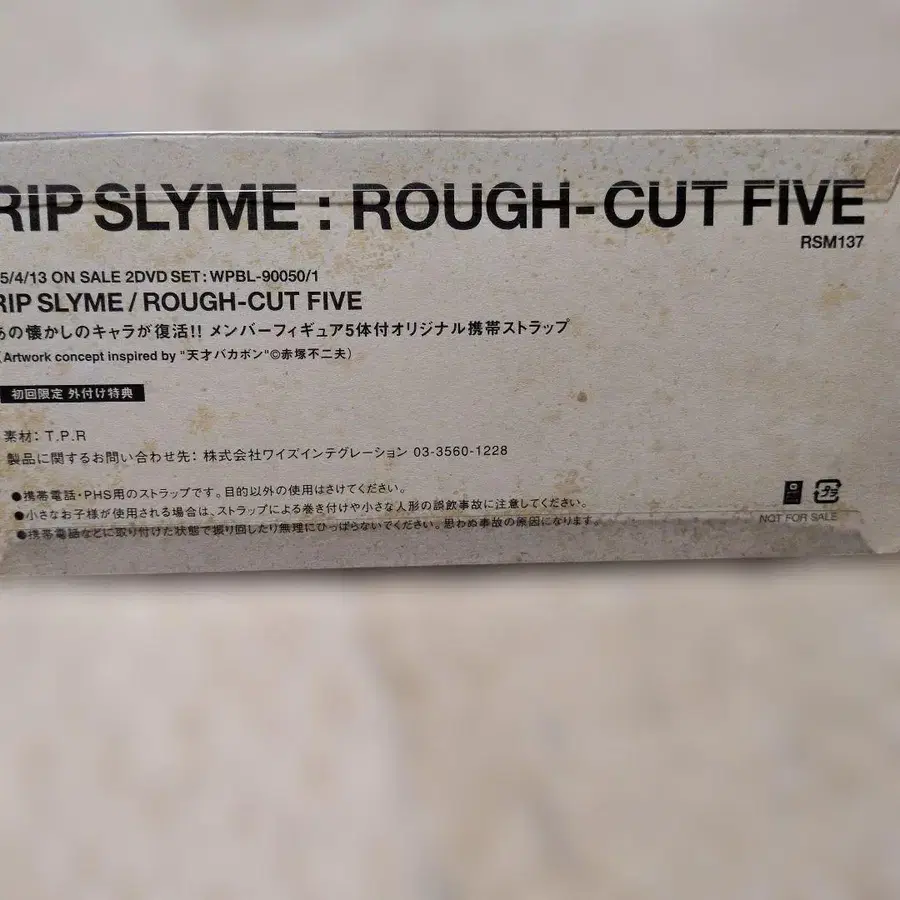 RIP SLYME : ROUGH-CUT FIVE
RSM137
5/4/13 ON SALE 2DVD SET : WPBL-90050/1
RIP SLYME / ROUGH-CUT FIVE
あの懐かしのキャラが復活!! メンバーフィギュア5体付オリジナル携帯ストラップ
(Artwork concept inspired by "天才バカボン"©赤塚不二夫)
初回限定 外付け特典
素材: T.P.R
製品に関するお問い合わせ先: 株式会社ワイズインテグレーション 03-3560-1228
●携帯電話・PHS用のストラップです。目的以外の使用はさけてください。
●小さなお子様が使用される場合は、ストラップによる巻き付けや小さな人形の誤飲事故に注意してください。
●携帯電話などに取り付けた状態で振り回したり無理にひっぱらないでください。思わぬ事故の原因になります。
プラ
NOT FOR SALE